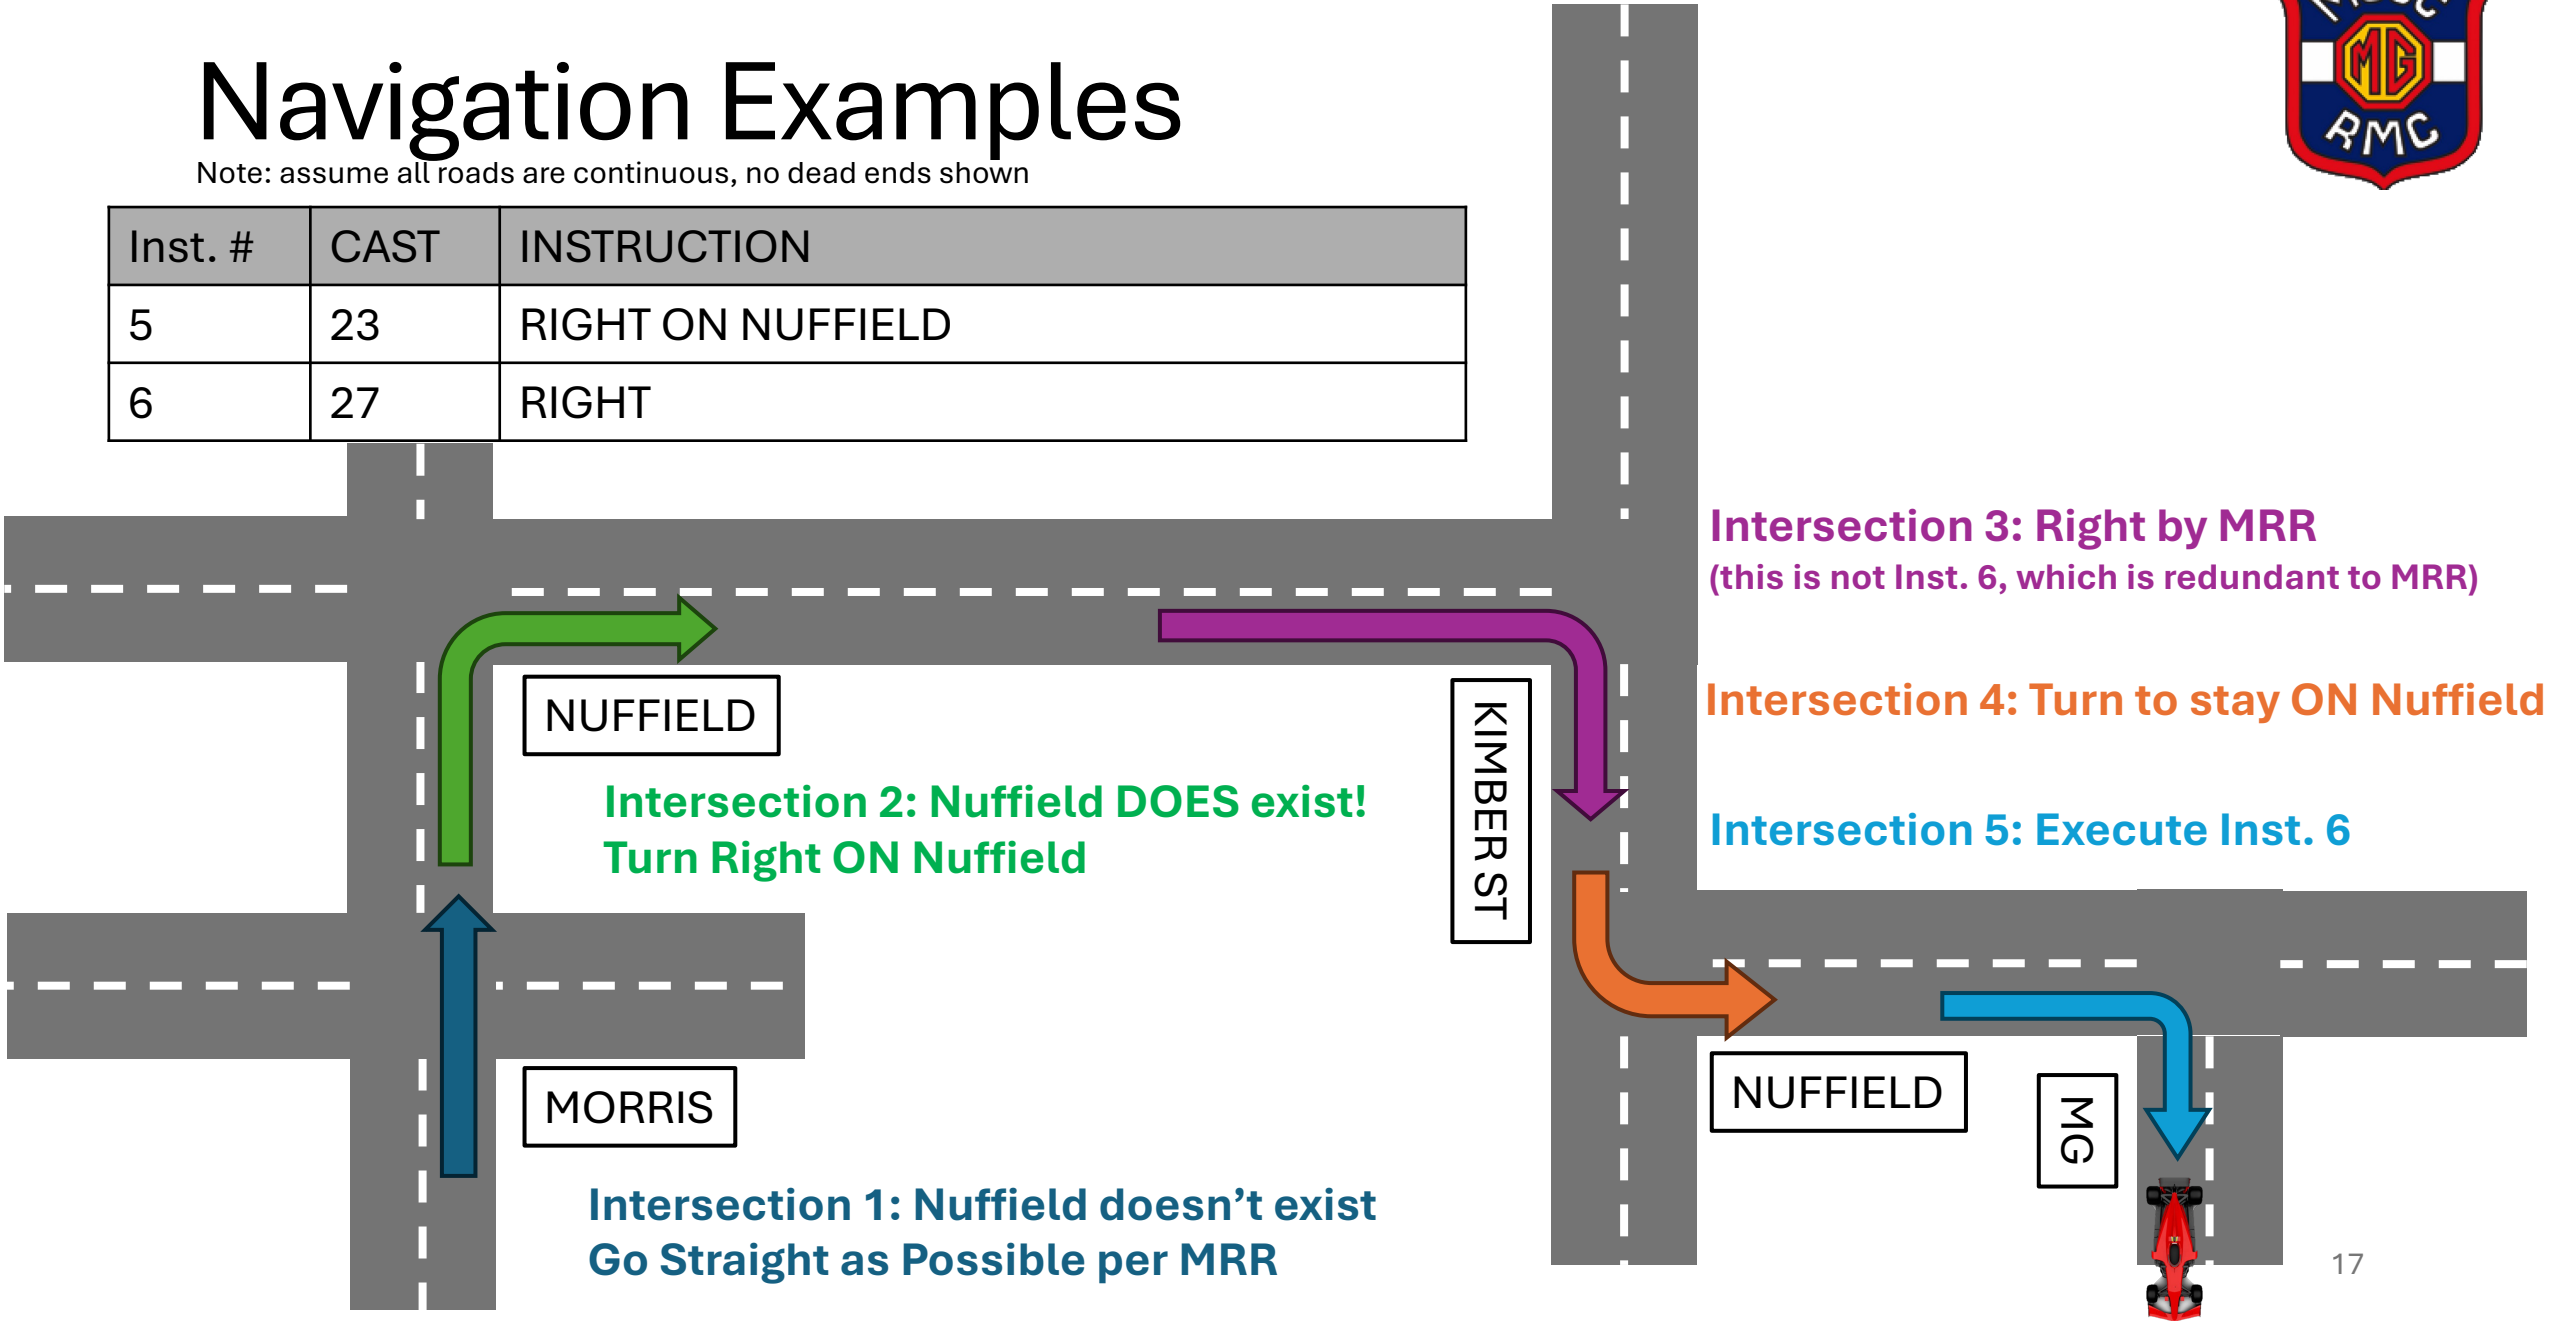 Navigation Examples
Note: assume all roads are continuous, no dead ends shown
Inst. # CAST INSTRUCTION
5 23 RIGHT ON NUFFIELD
6 27 RIGHT
MG
RMC
Intersection 3: Right by MRR
(this is not Inst. 6, which is redundant to MRR)
Intersection 4: Turn to stay ON Nuffield
Intersection 5: Execute Inst. 6
NUFFIELD
KIMBER ST
Intersection 2: Nuffield DOES exist!
Turn Right ON Nuffield
MORRIS
Intersection 1: Nuffield doesn’t exist
Go Straight as Possible per MRR
NUFFIELD
MG
17